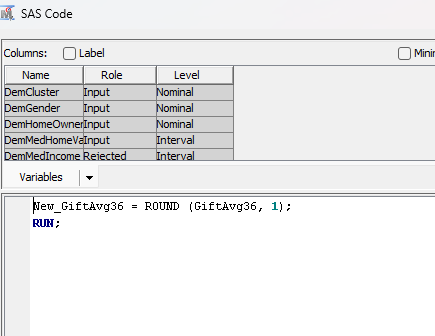 SAS Code
Columns: Label Mini
Name Role Level
DemCluster Input Nominal
DemGender Input Nominal
DemHomeOwner Input Nominal
DemMedHomeVa Input Interval
DemMedIncome Rejected Interval
Variables
New_GiftAvg36 = ROUND (GiftAvg36, 1);
RUN;